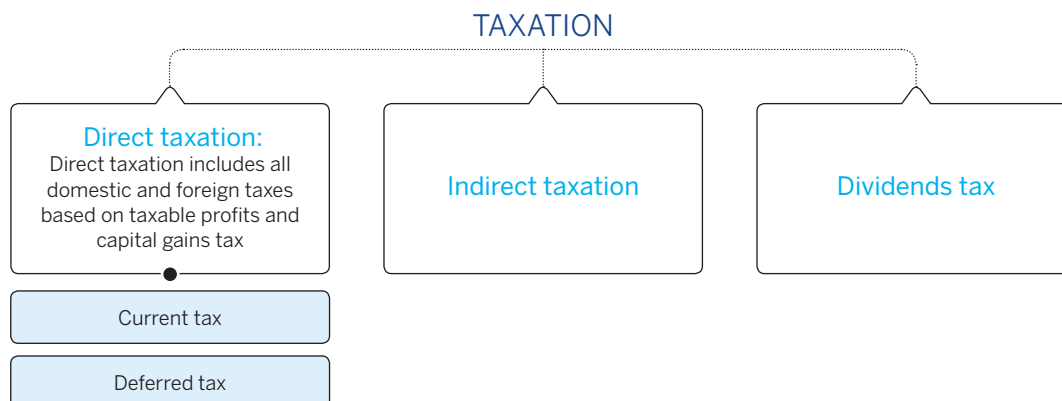 TAXATION
Direct taxation:
Direct taxation includes all
domestic and foreign taxes
based on taxable profits and
capital gains tax
Indirect taxation
Dividends tax
Current tax
Deferred tax